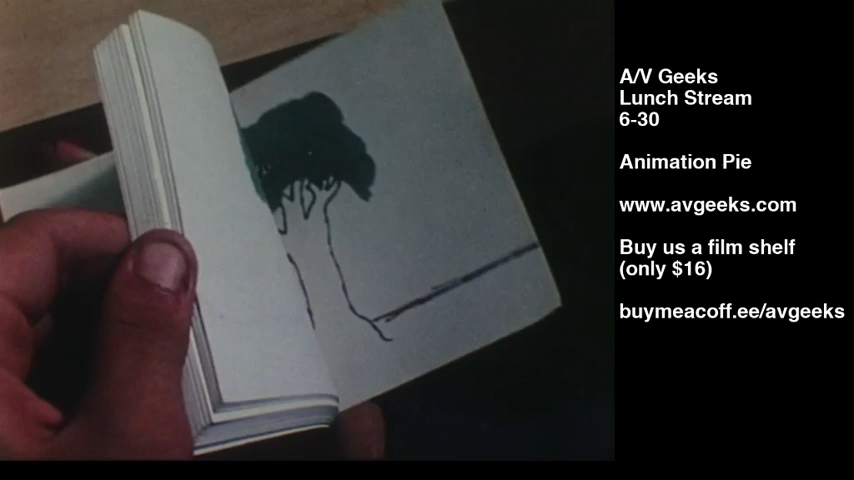 A/V Geeks
Lunch Stream
6-30
Animation Pie
www.avgeeks.com
Buy us a film shelf
(only $16)
buymeacoff.ee/avgeeks